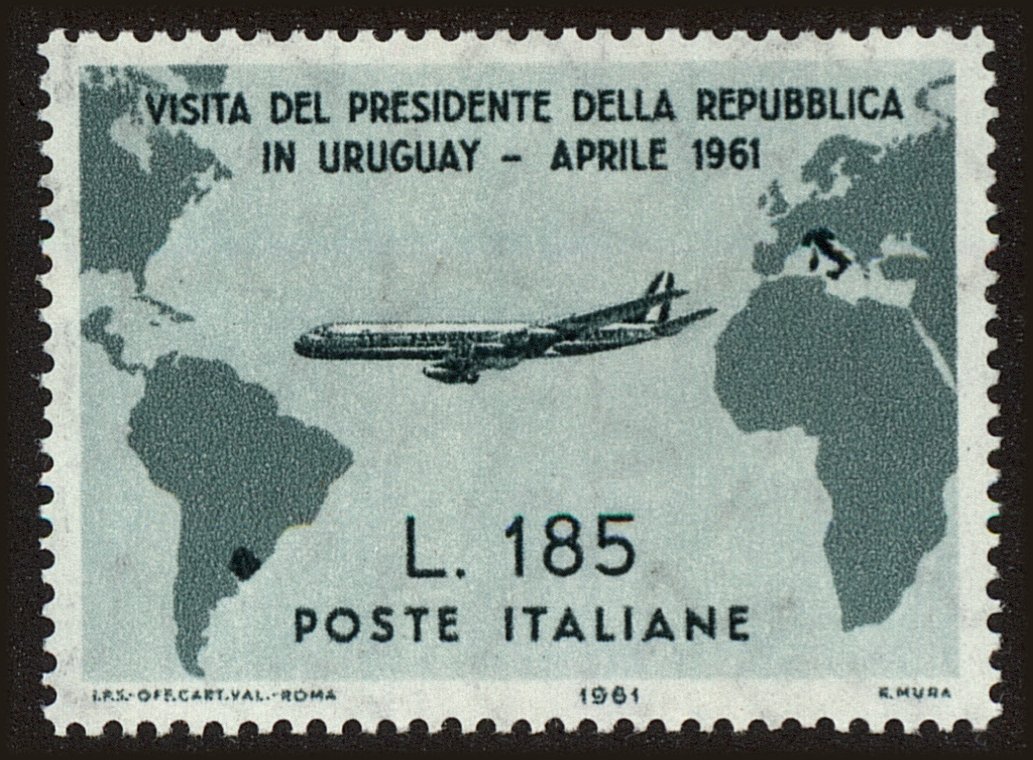 VISITA DEL PRESIDENTE DELLA REPUBBLICA
IN URUGUAY - APRILE 1961
L. 185
POSTE ITALIANE
I.P.S.-OFF.CART.VAL.-ROMA 1961 R.MURA